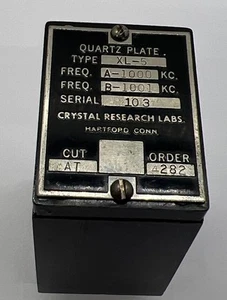 QUARTZ PLATE
TYPE XL-5
FREQ. A-1000 KC.
FREQ. B-1001 KC.
SERIAL 103
CRYSTAL RESEARCH LABS.
HARTFORD CONN.
CUT ORDER
AT 4282